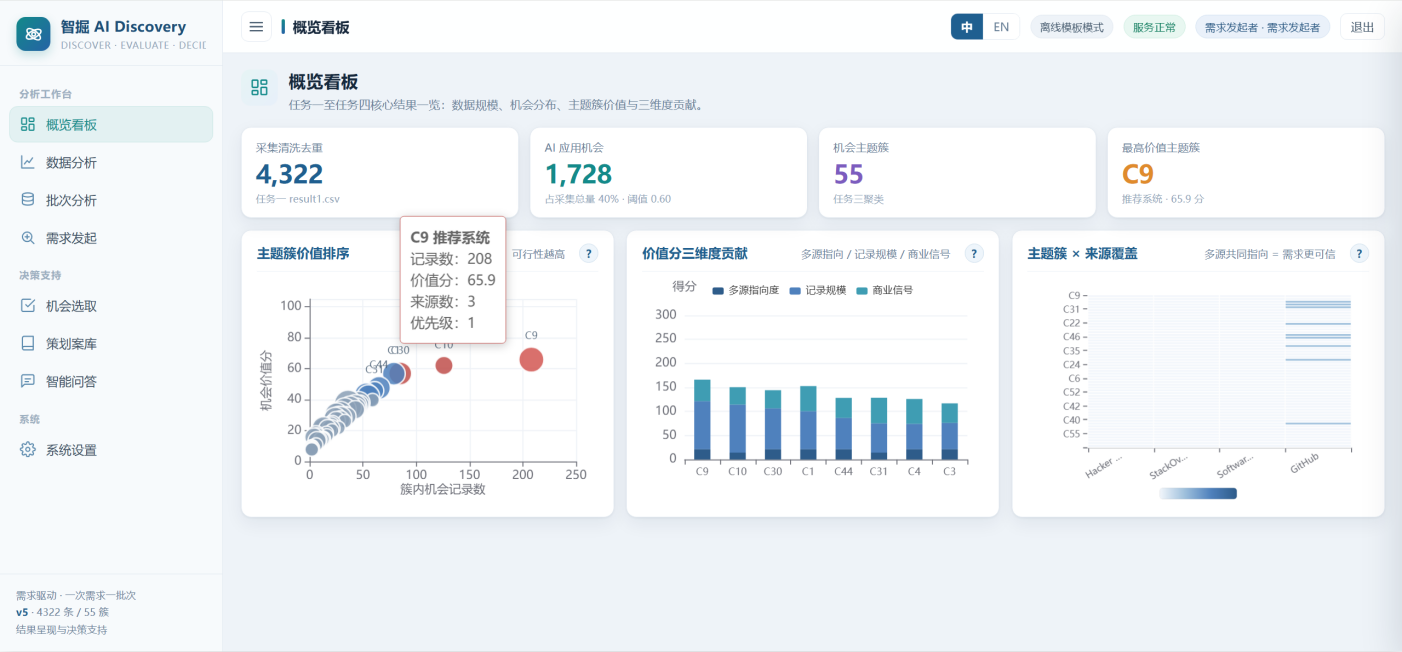 智掘 AI Discovery
DISCOVER · EVALUATE · DECID
分析工作台
概览看板
数据分析
批次分析
需求发起
决策支持
机会选取
策划案库
智能问答
系统
系统设置
需求驱动 · 一次需求一批次
v5 · 4322 条 / 55 簇
结果呈现与决策支持
概览看板
中
EN
离线模板模式
服务正常
需求发起者 · 需求发起者
退出
概览看板
任务一至任务四核心结果一览：数据规模、机会分布、主题簇价值与三维度贡献。
采集清洗去重
4,322
任务一 result1.csv
AI 应用机会
1,728
占采集总量 40% · 阈值 0.60
机会主题簇
55
任务三聚类
最高价值主题簇
C9
推荐系统 · 65.9 分
主题簇价值排序
可行性越高
?
C9 推荐系统
记录数：208
价值分：65.9
来源数：3
优先级：1
机会价值分
100
80
60
40
20
0
C9
C10
C30
C44
C31
0
50
100
150
200
250
簇内机会记录数
价值分三维度贡献
多源指向 / 记录规模 / 商业信号
?
得分
多源指向度
记录规模
商业信号
300
250
200
150
100
50
0
C9
C10
C30
C1
C44
C31
C4
C3
主题簇 × 来源覆盖
多源共同指向 = 需求更可信
?
C9
C31
C22
C46
C35
C24
C6
C52
C42
C40
C55
Hacker ...
StackOv...
Softwar...
GitHub